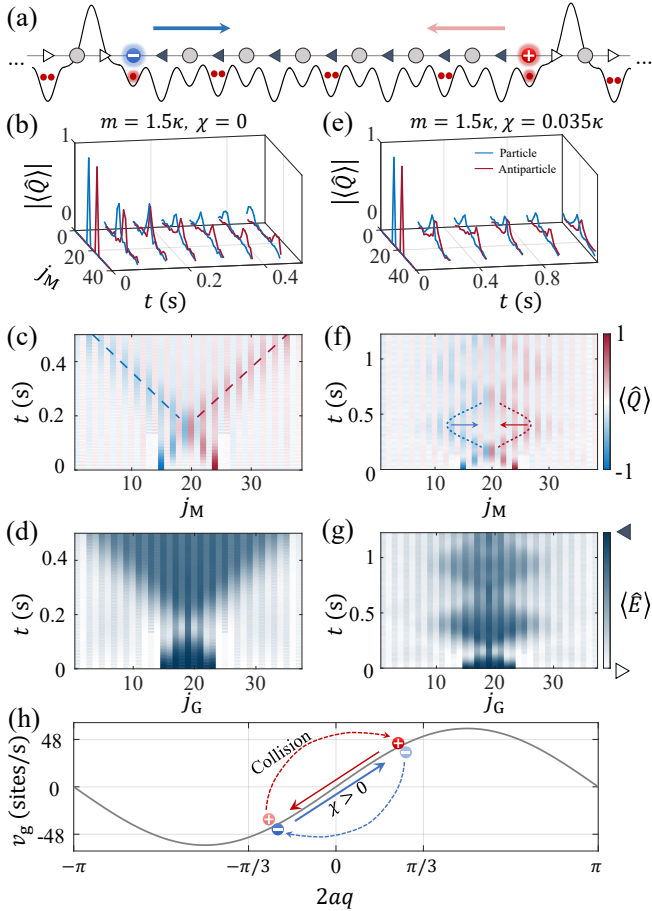 (a)
... ...
− +
(b) m = 1.5κ, χ = 0
|⟨Q̂⟩|
1
0
0
20
40
j_M
0 0.2 0.4
t (s)
(e) m = 1.5κ, χ = 0.035κ
Particle
Antiparticle
|⟨Q̂⟩|
1
0
0
20
40
j_M
0 0.4 0.8
t (s)
(c)
t (s)
0.4
0.2
0
10 20 30
j_M
(f)
t (s)
1
0.5
0
10 20 30
j_M
1
⟨Q̂⟩
-1
(d)
t (s)
0.4
0.2
0
10 20 30
j_G
(g)
t (s)
1
0.5
0
10 20 30
j_G
⟨Ê⟩
(h)
v_g (sites/s)
48
0
-48
Collision
χ > 0
+ −
+ −
−π −π/3 0 π/3 π
2aq